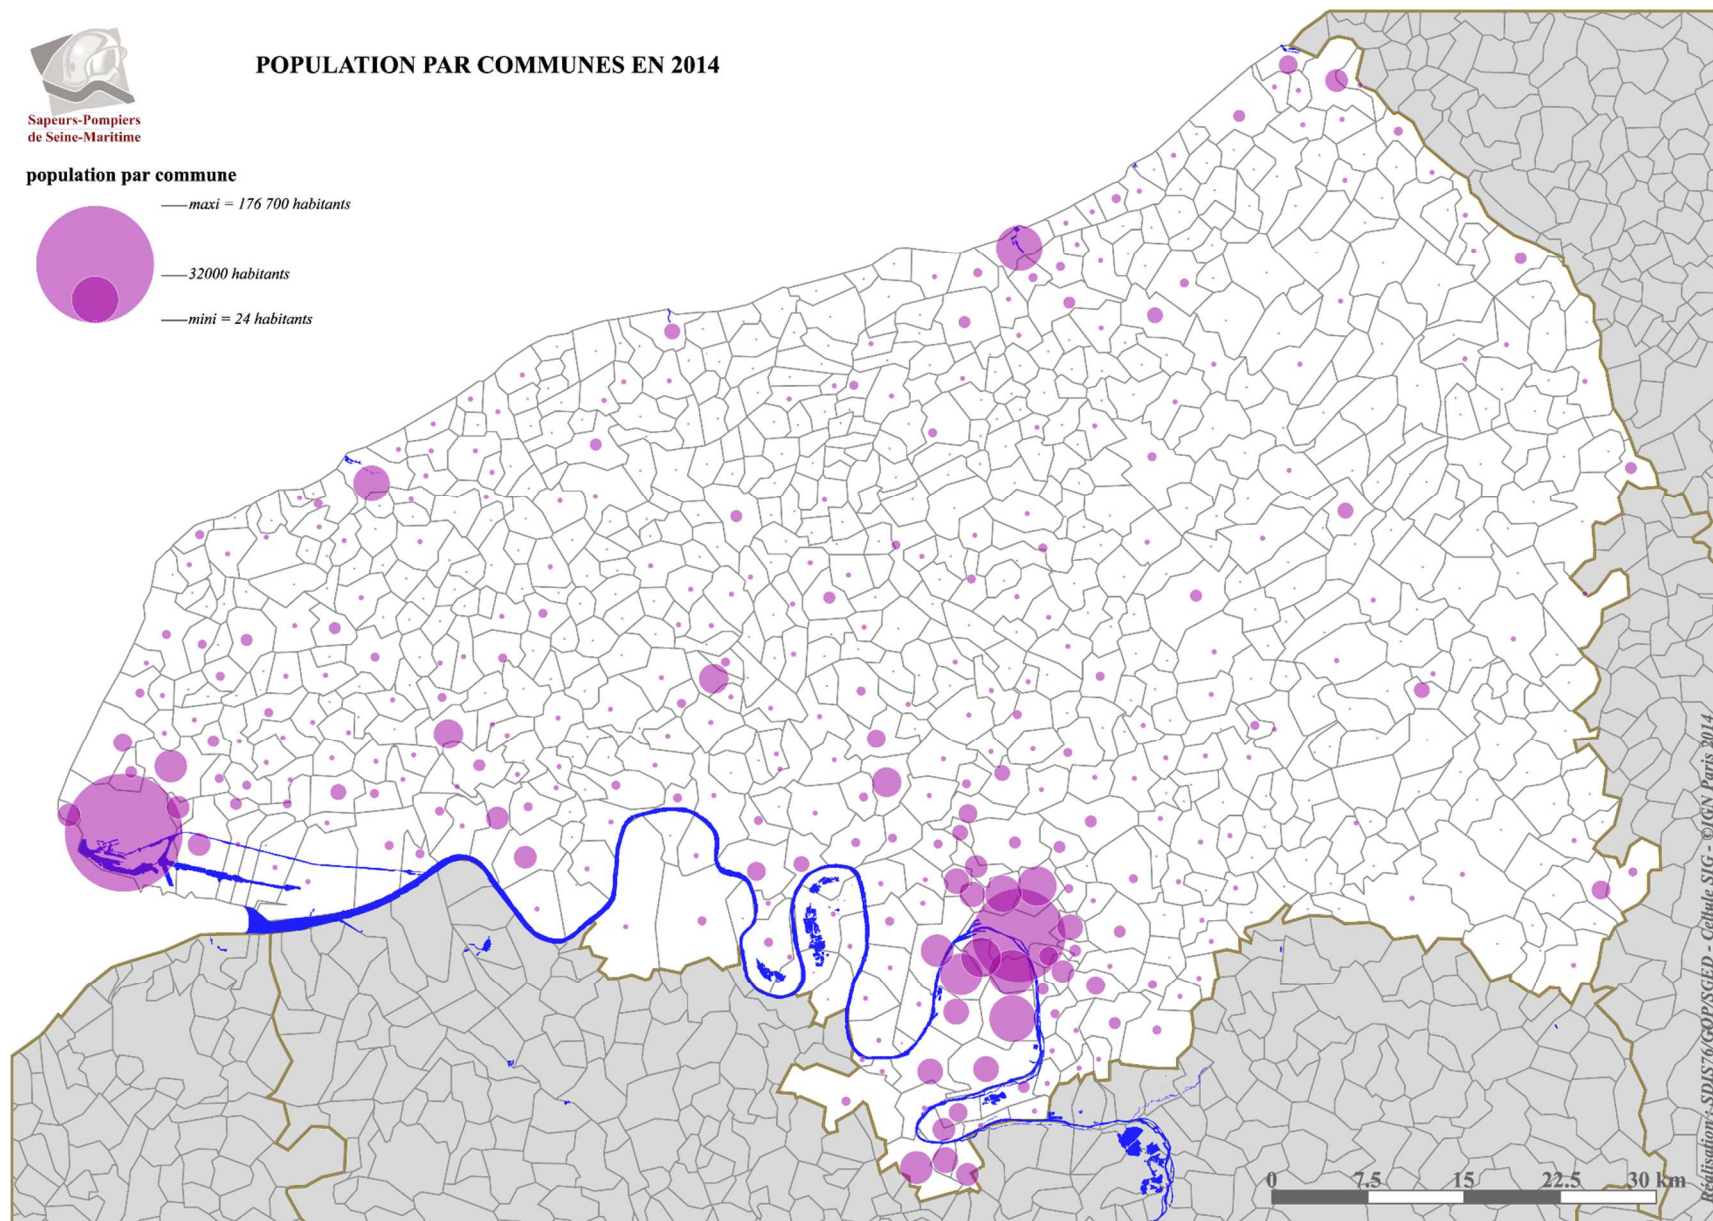 POPULATION PAR COMMUNES EN 2014
Sapeurs-Pompiers
de Seine-Maritime
population par commune
maxi = 176 700 habitants
32000 habitants
mini = 24 habitants
0 7.5 15 22.5 30 km
Réalisation : SDIS76/GOP/SGED - Cellule SIG - ©IGN Paris 2014